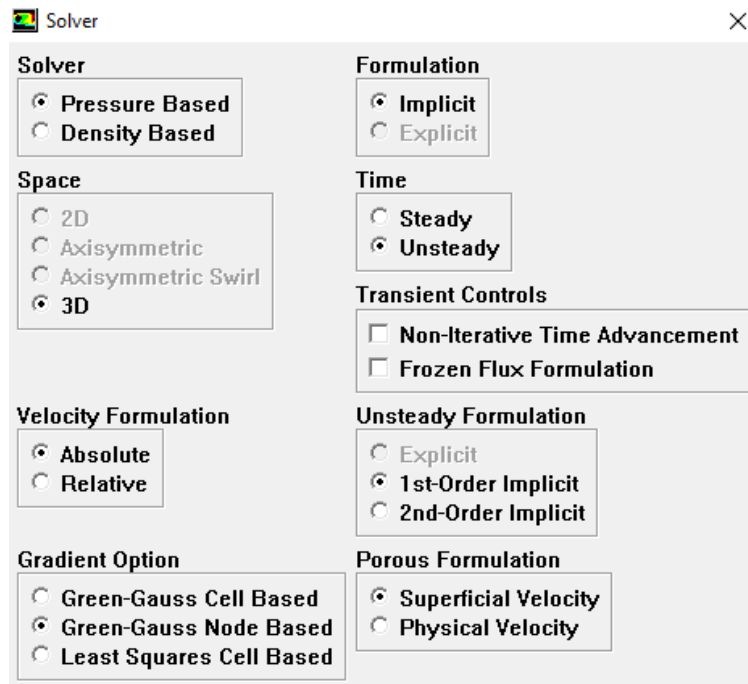 Solver
Solver
Pressure Based
Density Based
Formulation
Implicit
Explicit
Space
2D
Axisymmetric
Axisymmetric Swirl
3D
Time
Steady
Unsteady
Transient Controls
Non-Iterative Time Advancement
Frozen Flux Formulation
Velocity Formulation
Absolute
Relative
Unsteady Formulation
Explicit
1st-Order Implicit
2nd-Order Implicit
Gradient Option
Green-Gauss Cell Based
Green-Gauss Node Based
Least Squares Cell Based
Porous Formulation
Superficial Velocity
Physical Velocity